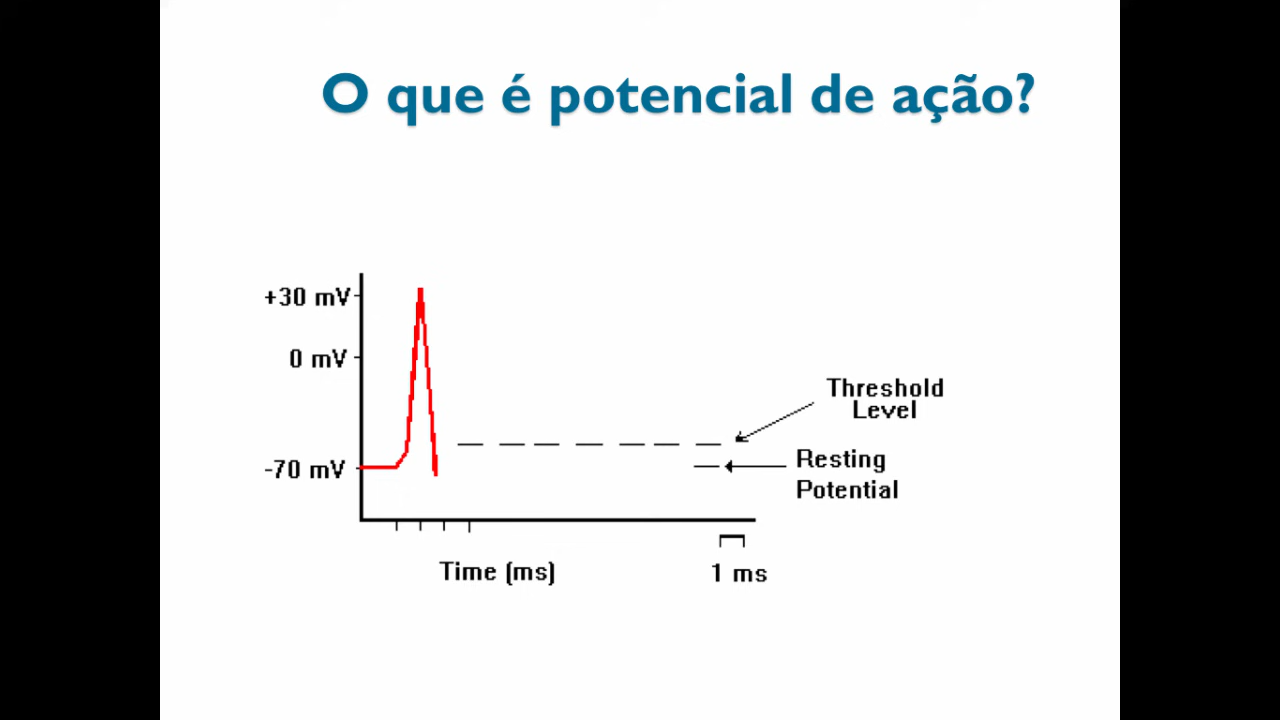 O que é potencial de ação?
+30 mV
0 mV
-70 mV
Threshold
Level
Resting
Potential
Time (ms)
1 ms